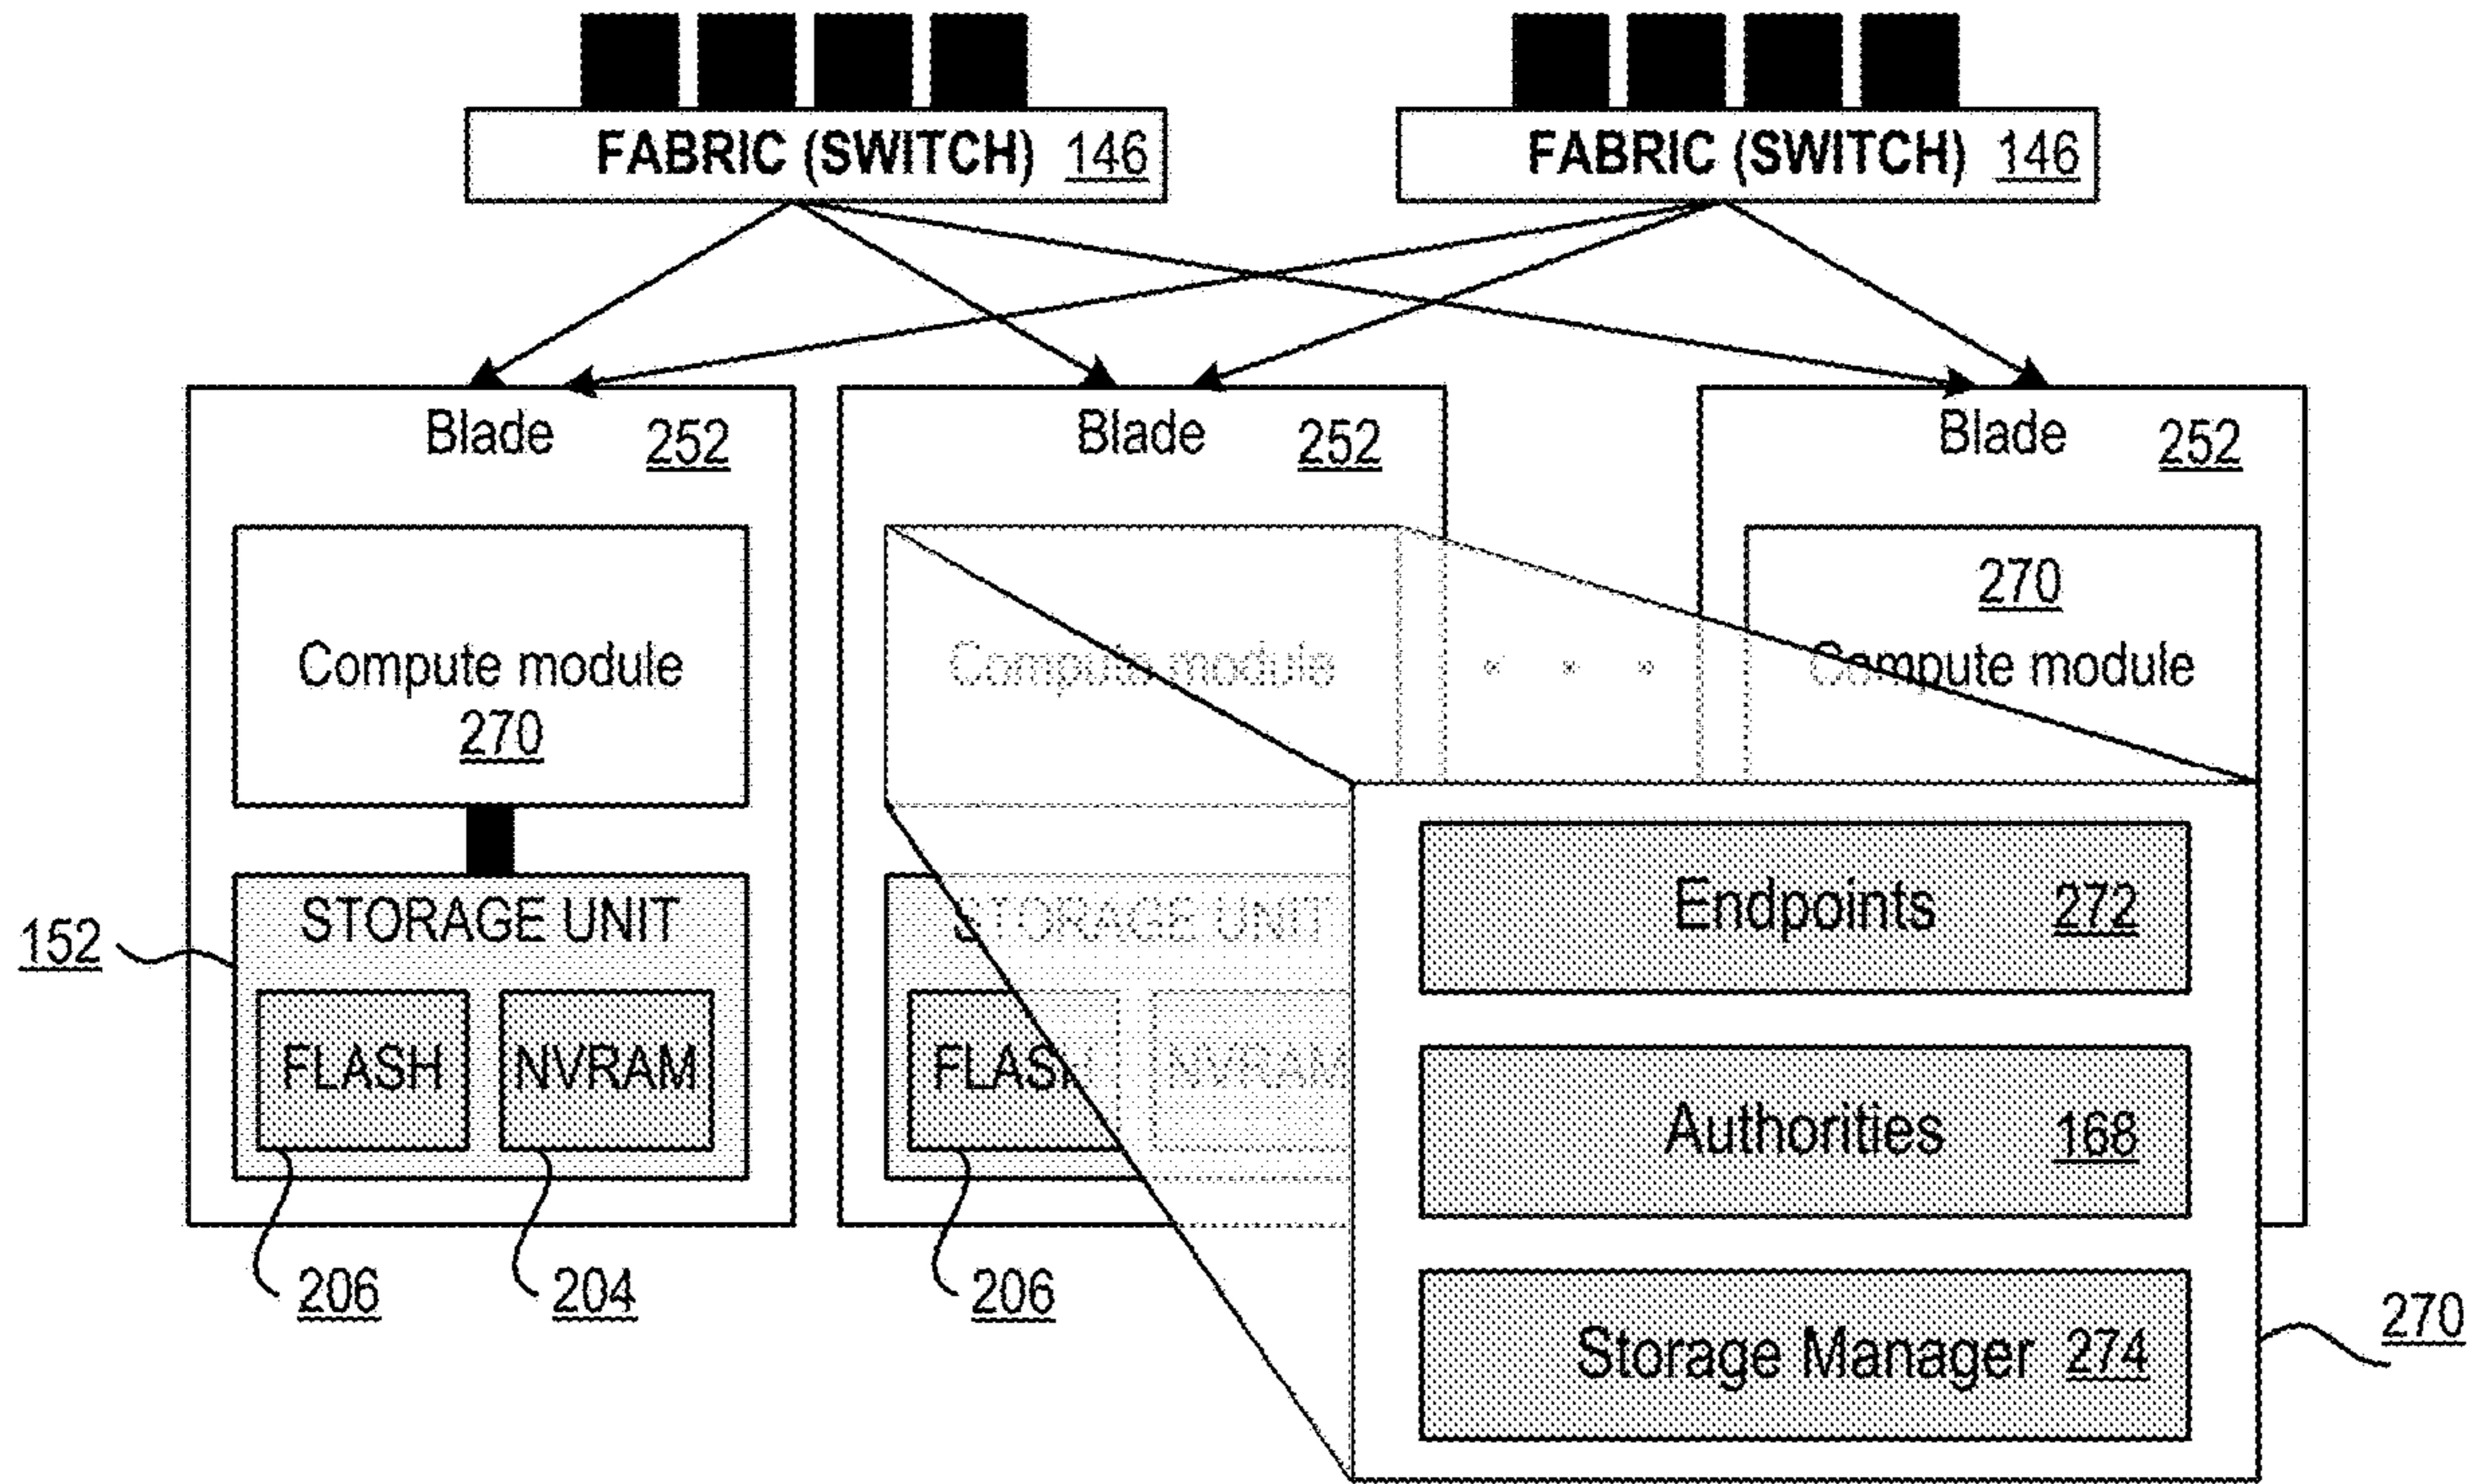 FABRIC (SWITCH) 146
FABRIC (SWITCH) 146
Blade 252
Blade 252
Blade 252
Compute module
270
Compute module
270
Compute module
. . .
152
STORAGE UNIT
FLASH
NVRAM
206
204
STORAGE UNIT
FLASH
NVRAM
206
Endpoints 272
Authorities 168
Storage Manager 274
270